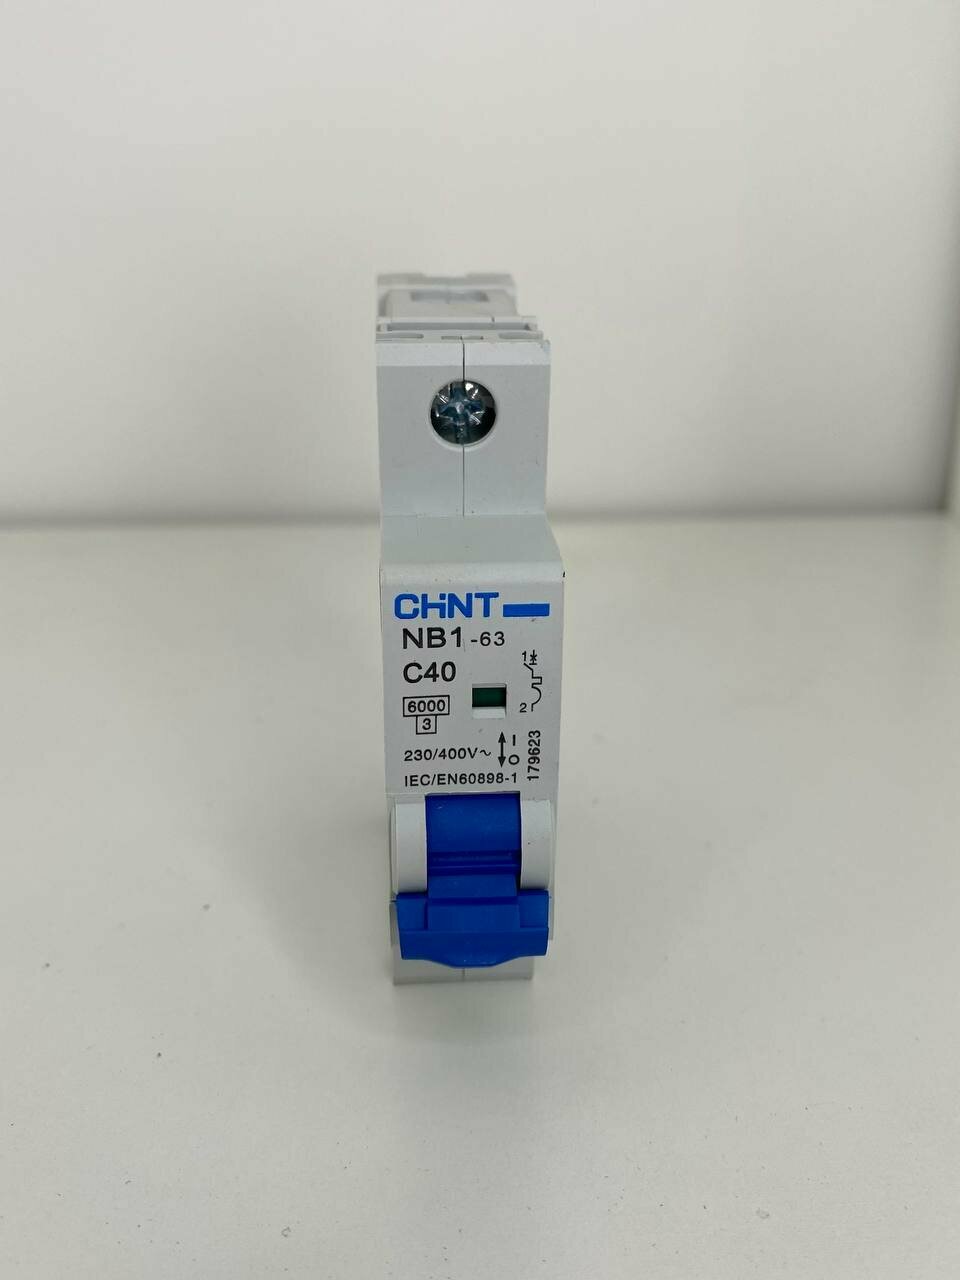 CHNT
NB1-63
C40
1
6000
3
2
230/400V~
I
O
179623
IEC/EN60898-1